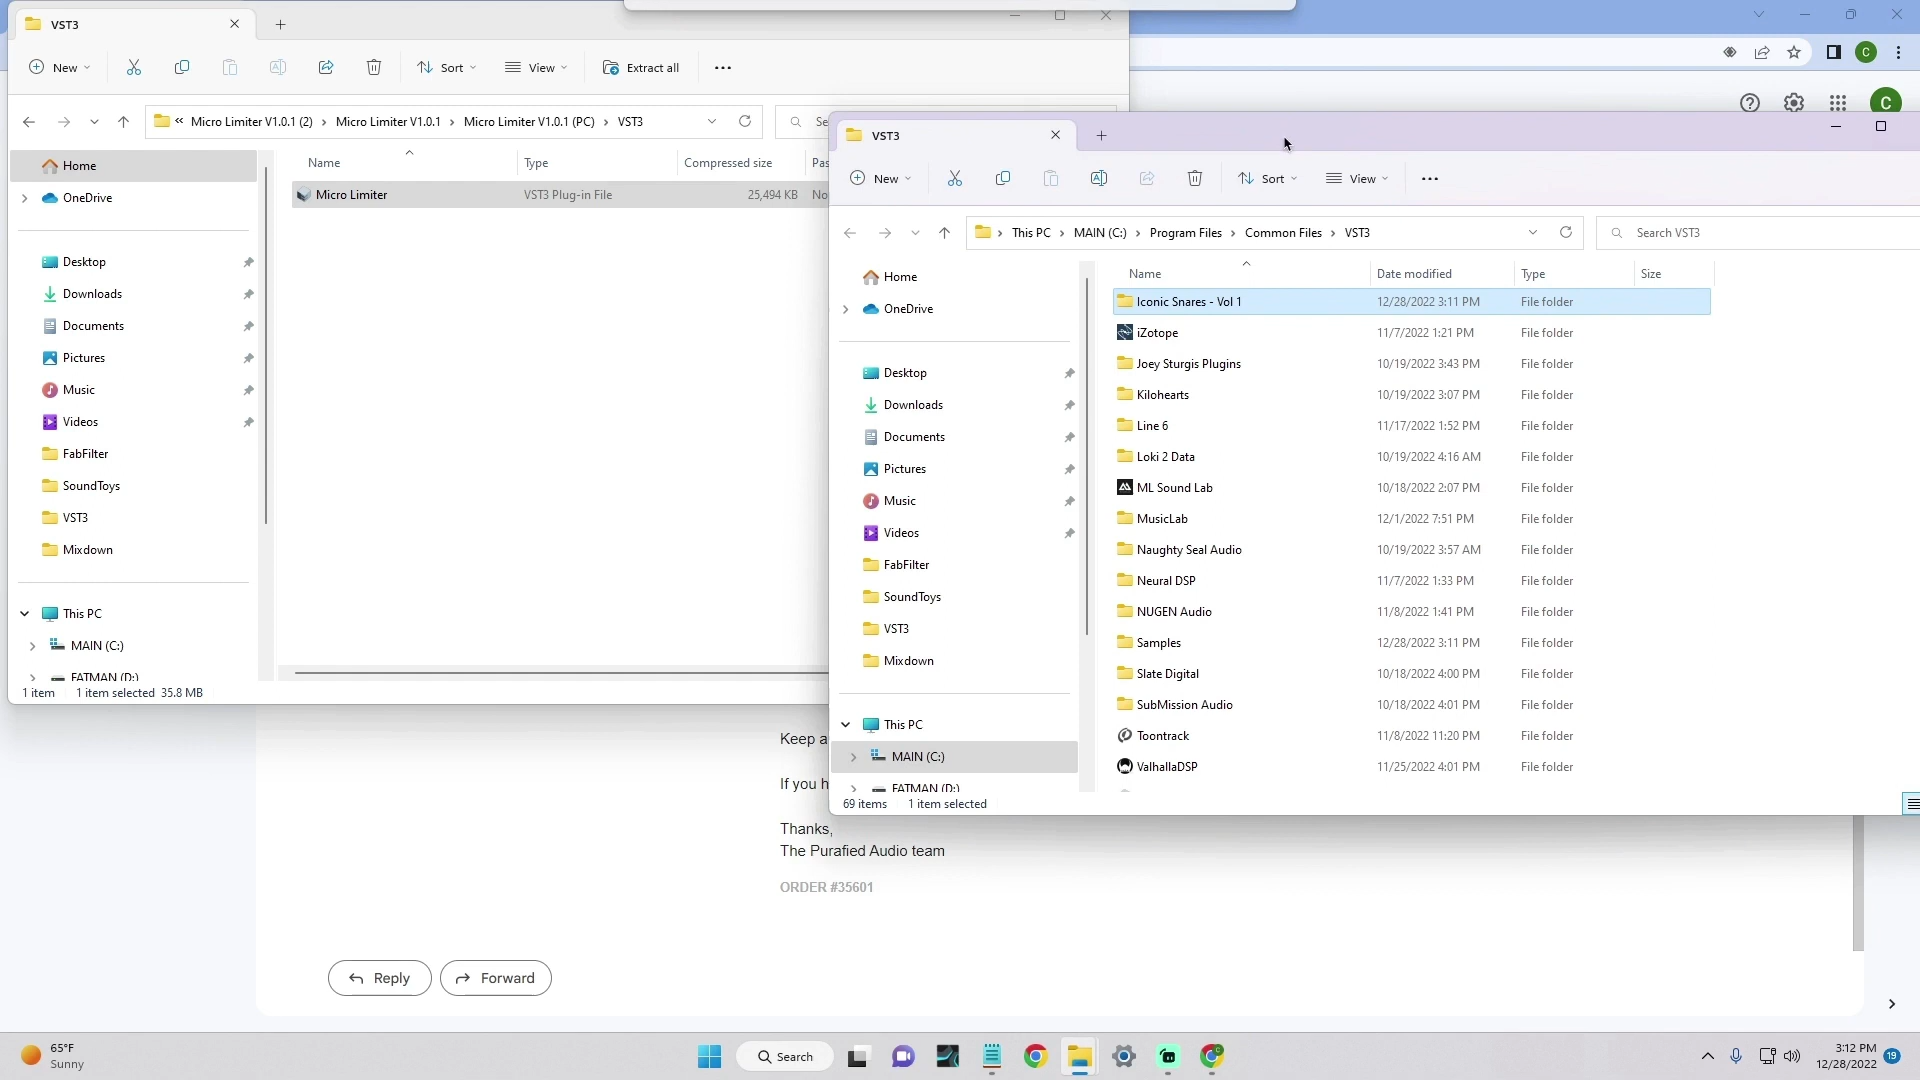 VST3
New
Sort
View
Extract all
Micro Limiter V1.0.1 (2)
Micro Limiter V1.0.1
Micro Limiter V1.0.1 (PC)
VST3
Se
Name
Type
Compressed size
Pas
Micro Limiter
VST3 Plug-in File
25,494 KB
No
Home
OneDrive
Desktop
Downloads
Documents
Pictures
Music
Videos
FabFilter
SoundToys
VST3
Mixdown
This PC
MAIN (C:)
FATMAN (D:)
1 item
1 item selected 35.8 MB
C
C
VST3
New
Sort
View
This PC
MAIN (C:)
Program Files
Common Files
VST3
Search VST3
Home
OneDrive
Desktop
Downloads
Documents
Pictures
Music
Videos
FabFilter
SoundToys
VST3
Mixdown
This PC
MAIN (C:)
FATMAN (D:)
Name
Date modified
Type
Size
Iconic Snares - Vol 1 12/28/2022 3:11 PM File folder
iZotope 11/7/2022 1:21 PM File folder
Joey Sturgis Plugins 10/19/2022 3:43 PM File folder
Kilohearts 10/19/2022 3:07 PM File folder
Line 6 11/17/2022 1:52 PM File folder
Loki 2 Data 10/19/2022 4:16 AM File folder
ML Sound Lab 10/18/2022 2:07 PM File folder
MusicLab 12/1/2022 7:51 PM File folder
Naughty Seal Audio 10/19/2022 3:57 AM File folder
Neural DSP 11/7/2022 1:33 PM File folder
NUGEN Audio 11/8/2022 1:41 PM File folder
Samples 12/28/2022 3:11 PM File folder
Slate Digital 10/18/2022 4:00 PM File folder
SubMission Audio 10/18/2022 4:01 PM File folder
Toontrack 11/8/2022 11:20 PM File folder
ValhallaDSP 11/25/2022 4:01 PM File folder
69 items
1 item selected
Keep a
If you h
Thanks,
The Purafied Audio team
ORDER #35601
Reply
Forward
65°F
Sunny
Search
3:12 PM
12/28/2022
19